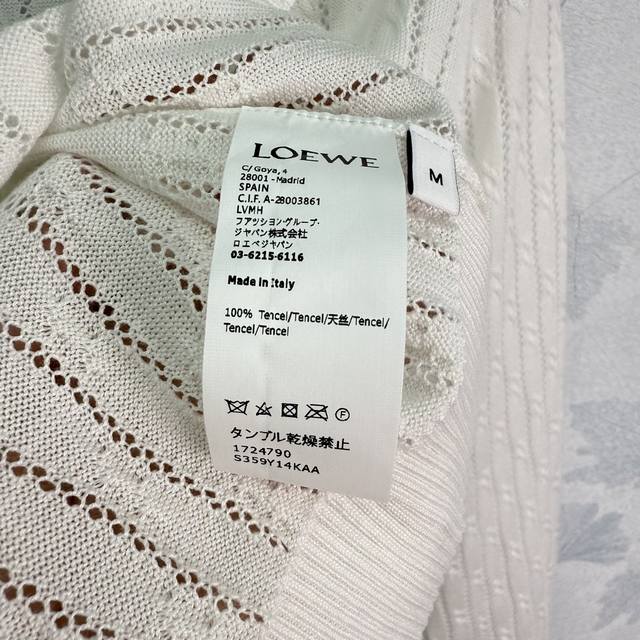 LOEWE
C/ Goya, 4
28001 - Madrid
SPAIN
C.I.F. A-28003861
LVMH
ファッション・グループ・
ジャパン株式会社
ロエベジャパン
03-6215-6116
Made in Italy
100% Tencel/Tencel/天丝/Tencel/
Tencel/Tencel
F
タンブル乾燥禁止
1724790
S359Y14KAA
M